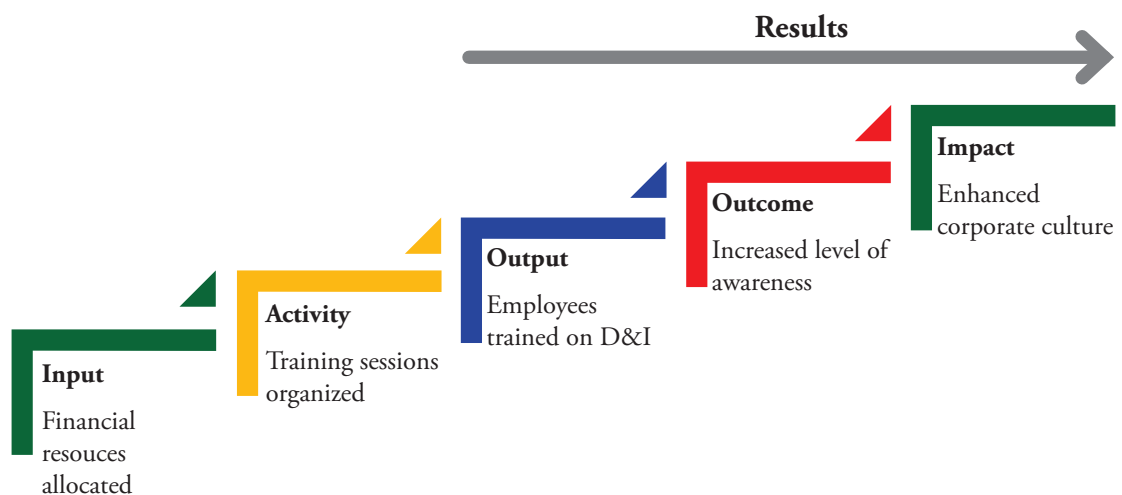 Results
Input
Financial
resouces
allocated
Activity
Training sessions
organized
Output
Employees
trained on D&I
Outcome
Increased level of
awareness
Impact
Enhanced
corporate culture